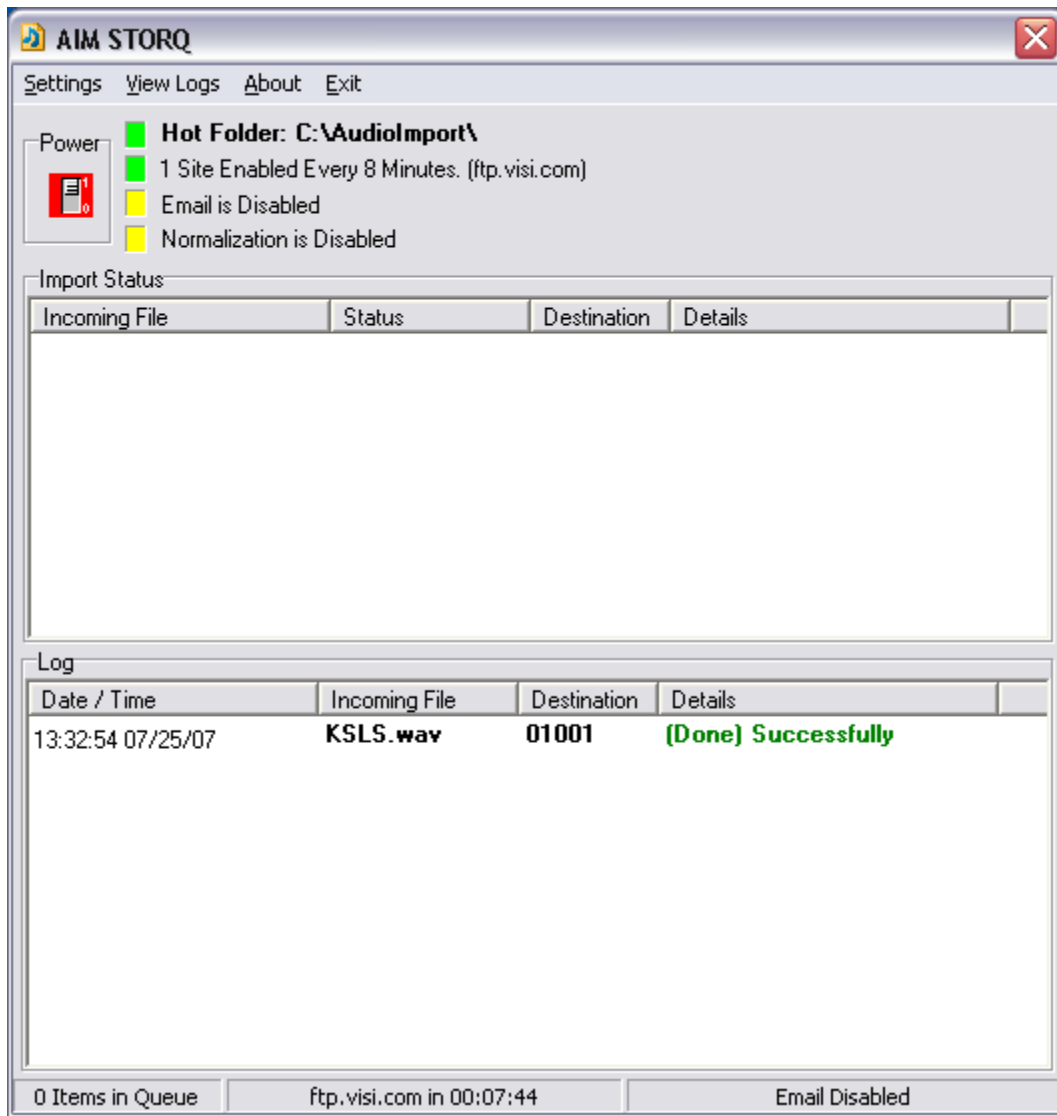 AIM STORQ
Settings View Logs About Exit
Power
1
0
Hot Folder: C:\AudioImport\
1 Site Enabled Every 8 Minutes. (ftp.visi.com)
Email is Disabled
Normalization is Disabled
Import Status
Incoming File Status Destination Details
Log
Date / Time Incoming File Destination Details
13:32:54 07/25/07 KSLS.wav 01001 (Done) Successfully
0 Items in Queue ftp.visi.com in 00:07:44 Email Disabled